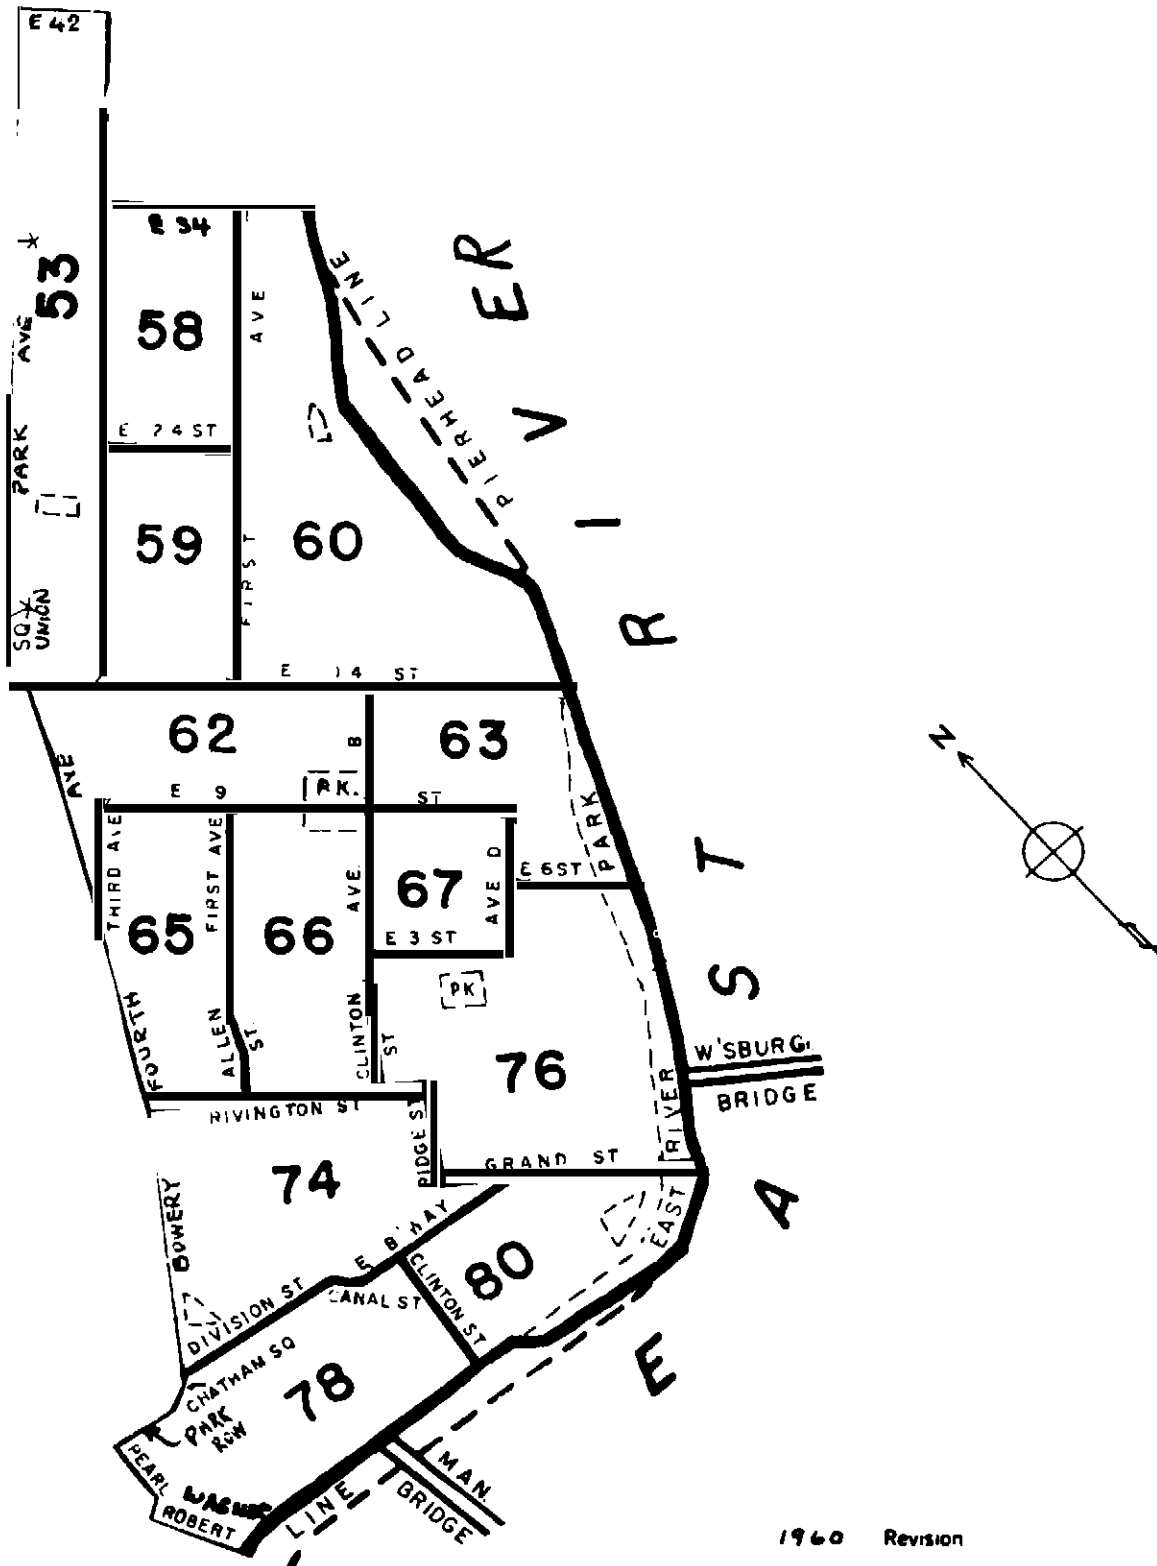 E 42
E 34
53
PARK AVE
58
AVE
PIERHEAD LINE
E 24 ST
PARK
59
FIRST
60
UNION
SQ
E 14 ST
EAST RIVER
62
B
63
AVE
E 9
PK.
ST
PARK
THIRD AVE
FIRST AVE
AVE.
67
AVE D
E 6 ST
65
66
E 3 ST
PK
FOURTH
ALLEN
ST
CLINTON
ST
76
W'SBURG.
BRIDGE
RIVER
RIVINGTON ST
RIDGE ST
GRAND ST
74
EAST
BOWERY
E B'WAY
DIVISION ST
CANAL ST
CLINTON ST
80
CHATHAM SQ
78
PARK
ROW
PEARL
ROBERT
WAGNER
LINE
MAN.
BRIDGE
N
1960 Revision